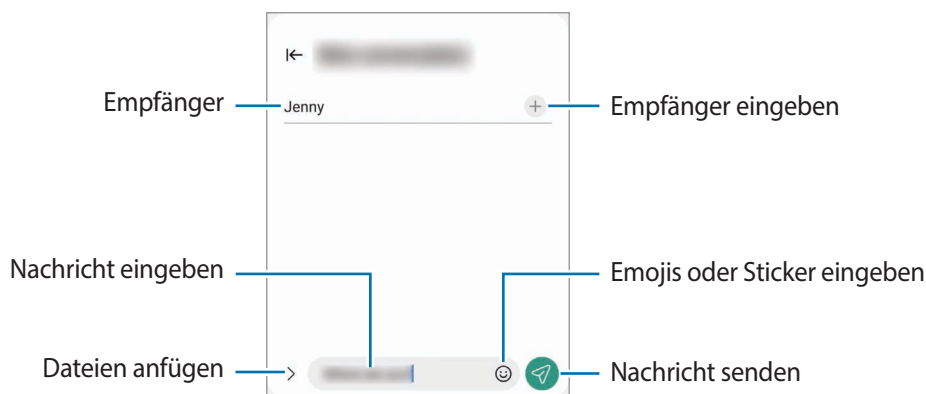 Empfänger
Jenny
Empfänger eingeben
Nachricht eingeben
Emojis oder Sticker eingeben
Dateien anfügen
Nachricht senden